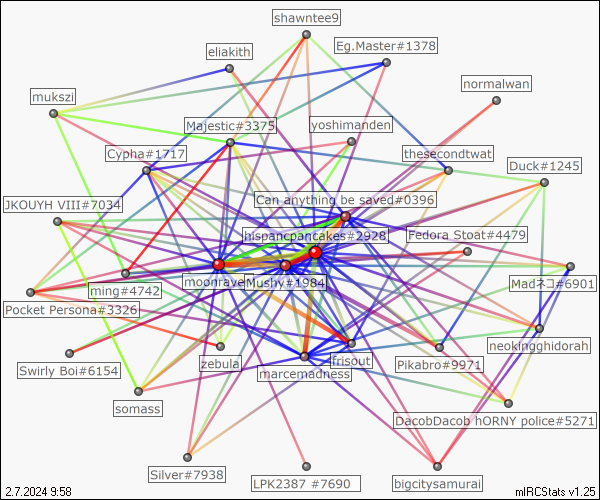 shawntee9
Eg.Master#1378
eliakith
normalwan
mukszi
Majestic#3375
yoshimanden
Cypha#1717
thesecondtwat
Duck#1245
Can anything be saved#0396
JKOUYH VIII#7034
hispanicpancakes#2928
Fedora Stoat#4479
moonrave
Mushy#1984
Madネコ#6901
ming#4742
Pocket Persona#3326
neokingghidorah
zebula
frisout
Pikabro#9971
Swirly Boi#6154
marcemadness
somass
DacobDacob hORNY police#5271
Silver#7938
LPK2387 #7690
bigcitysamurai
2.7.2024 9:58
mIRCStats v1.25